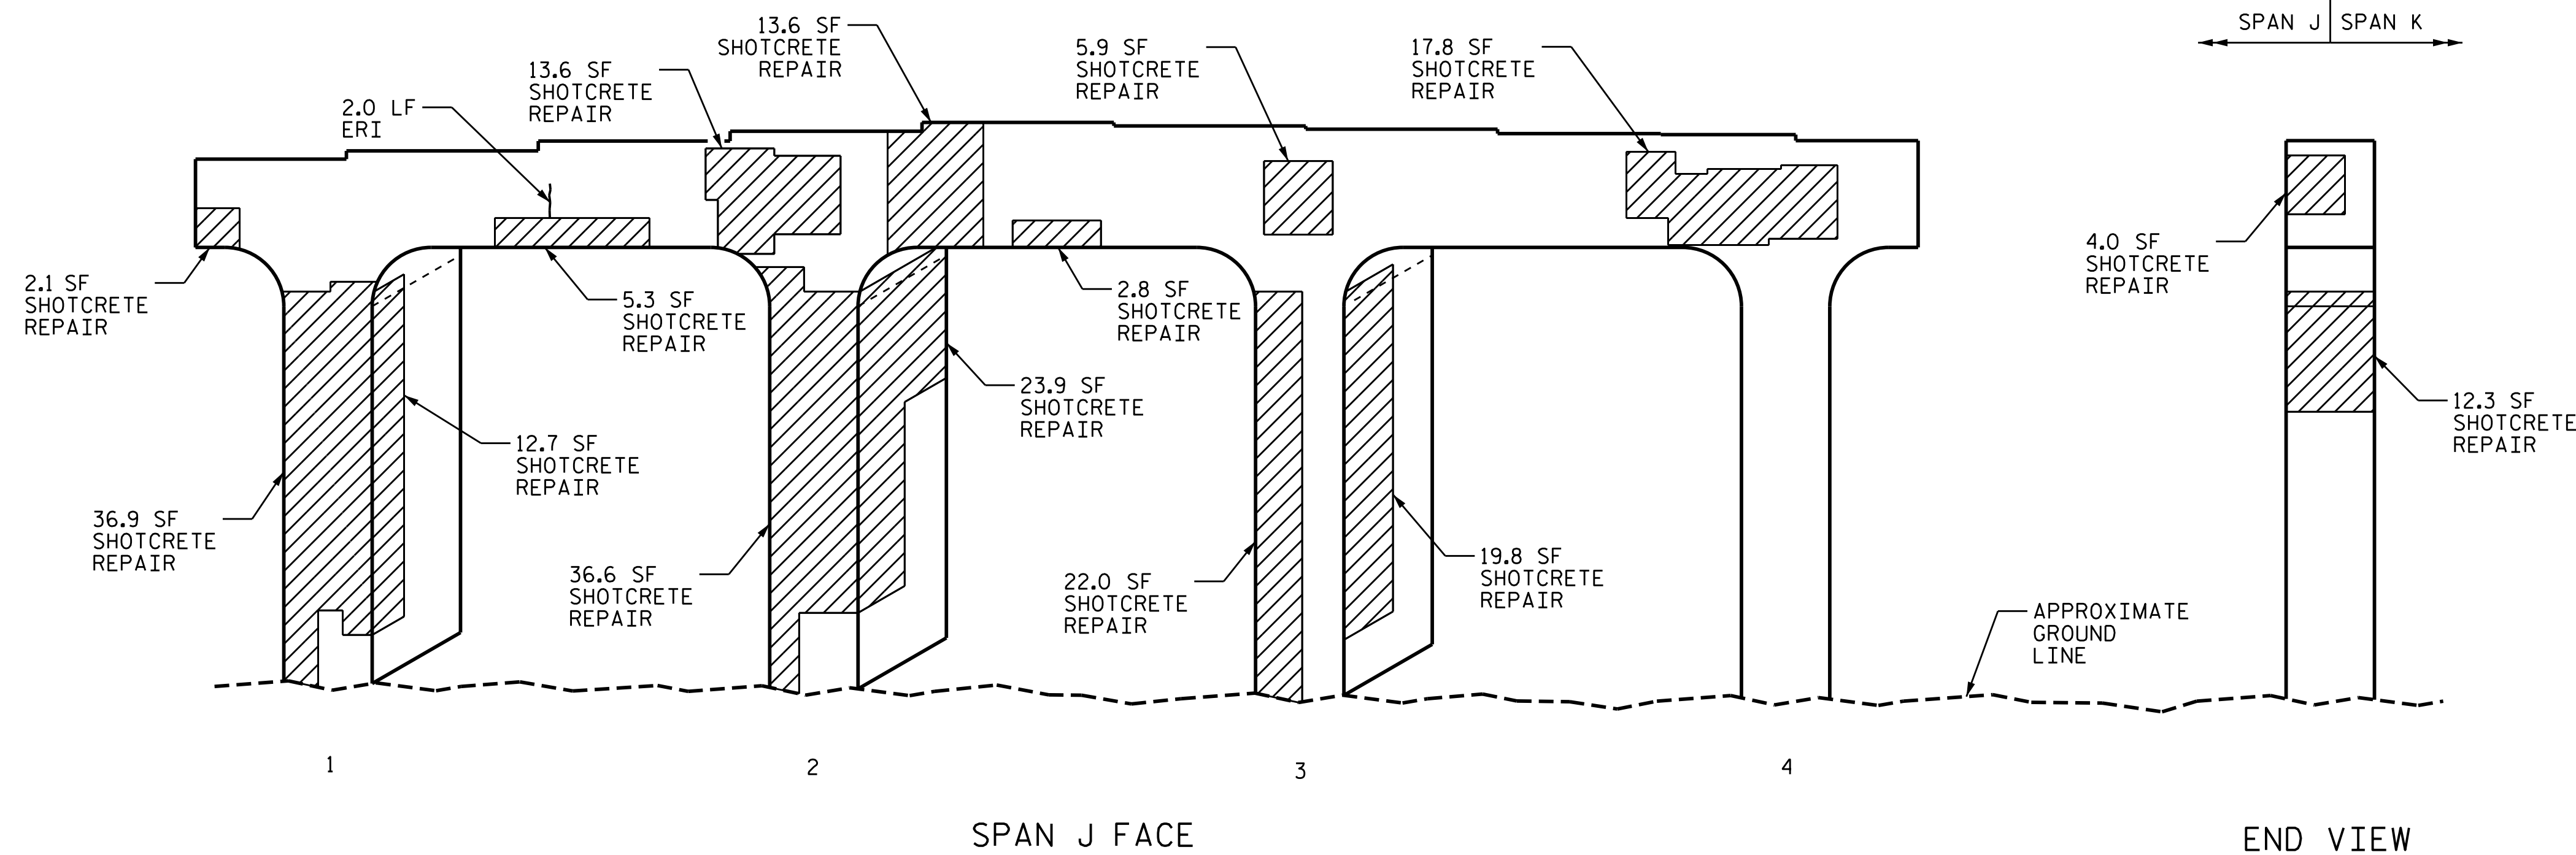 13.6 SF
SHOTCRETE
REPAIR
SPAN J
SPAN K
13.6 SF
SHOTCRETE
REPAIR
5.9 SF
SHOTCRETE
REPAIR
17.8 SF
SHOTCRETE
REPAIR
2.0 LF
ERI
2.1 SF
SHOTCRETE
REPAIR
5.3 SF
SHOTCRETE
REPAIR
2.8 SF
SHOTCRETE
REPAIR
4.0 SF
SHOTCRETE
REPAIR
12.7 SF
SHOTCRETE
REPAIR
23.9 SF
SHOTCRETE
REPAIR
12.3 SF
SHOTCRETE
REPAIR
36.9 SF
SHOTCRETE
REPAIR
36.6 SF
SHOTCRETE
REPAIR
22.0 SF
SHOTCRETE
REPAIR
19.8 SF
SHOTCRETE
REPAIR
APPROXIMATE
GROUND
LINE
1
2
3
4
SPAN J FACE
END VIEW